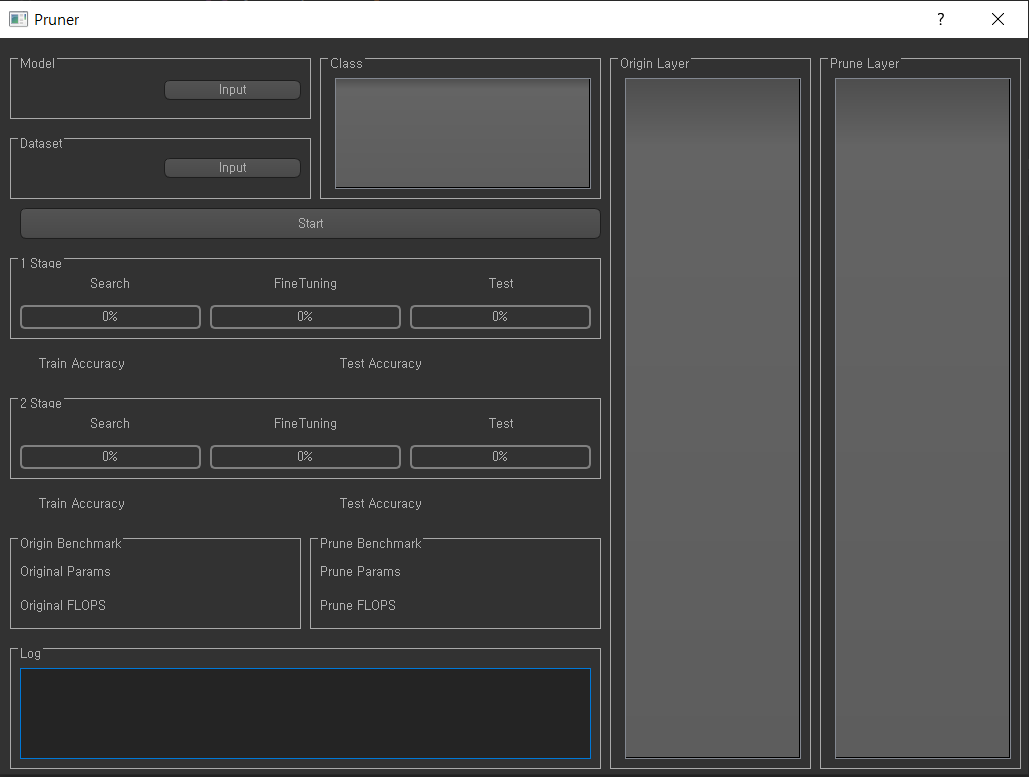 Pruner
?
Model
Input
Dataset
Input
Class
Start
1 Stage
Search FineTuning Test
0% 0% 0%
Train Accuracy Test Accuracy
2 Stage
Search FineTuning Test
0% 0% 0%
Train Accuracy Test Accuracy
Origin Benchmark
Original Params
Original FLOPS
Prune Benchmark
Prune Params
Prune FLOPS
Log
Origin Layer
Prune Layer